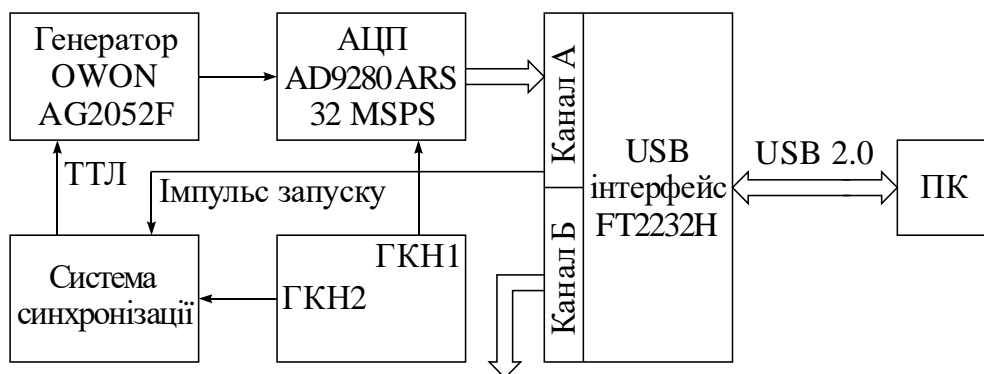 Генератор
OWON
AG2052F
АЦП
AD9280ARS
32 MSPS
Канал А
USB
інтерфейс
FT2232H
USB 2.0
ПК
ТТЛ
Імпульс запуску
Система
синхронізації
ГКН1
ГКН2
Канал Б